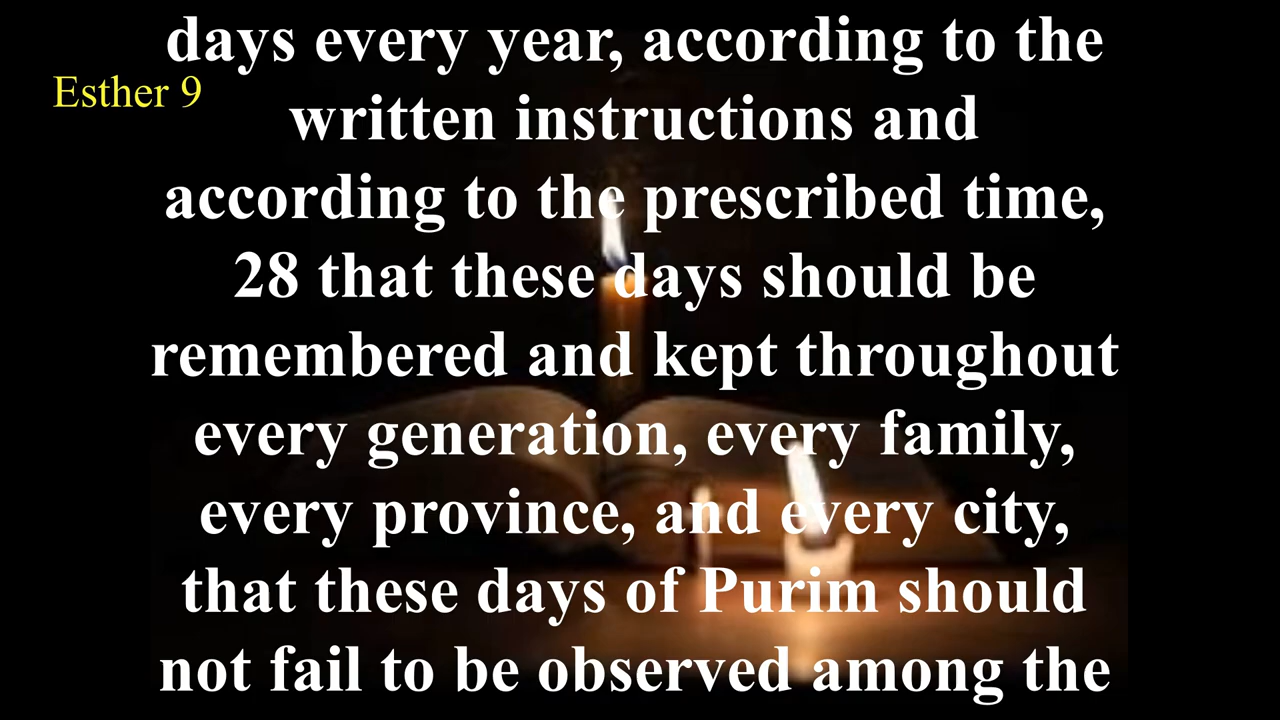 days every year, according to the
Esther 9
written instructions and
according to the prescribed time,
28 that these days should be
remembered and kept throughout
every generation, every family,
every province, and every city,
that these days of Purim should
not fail to be observed among the